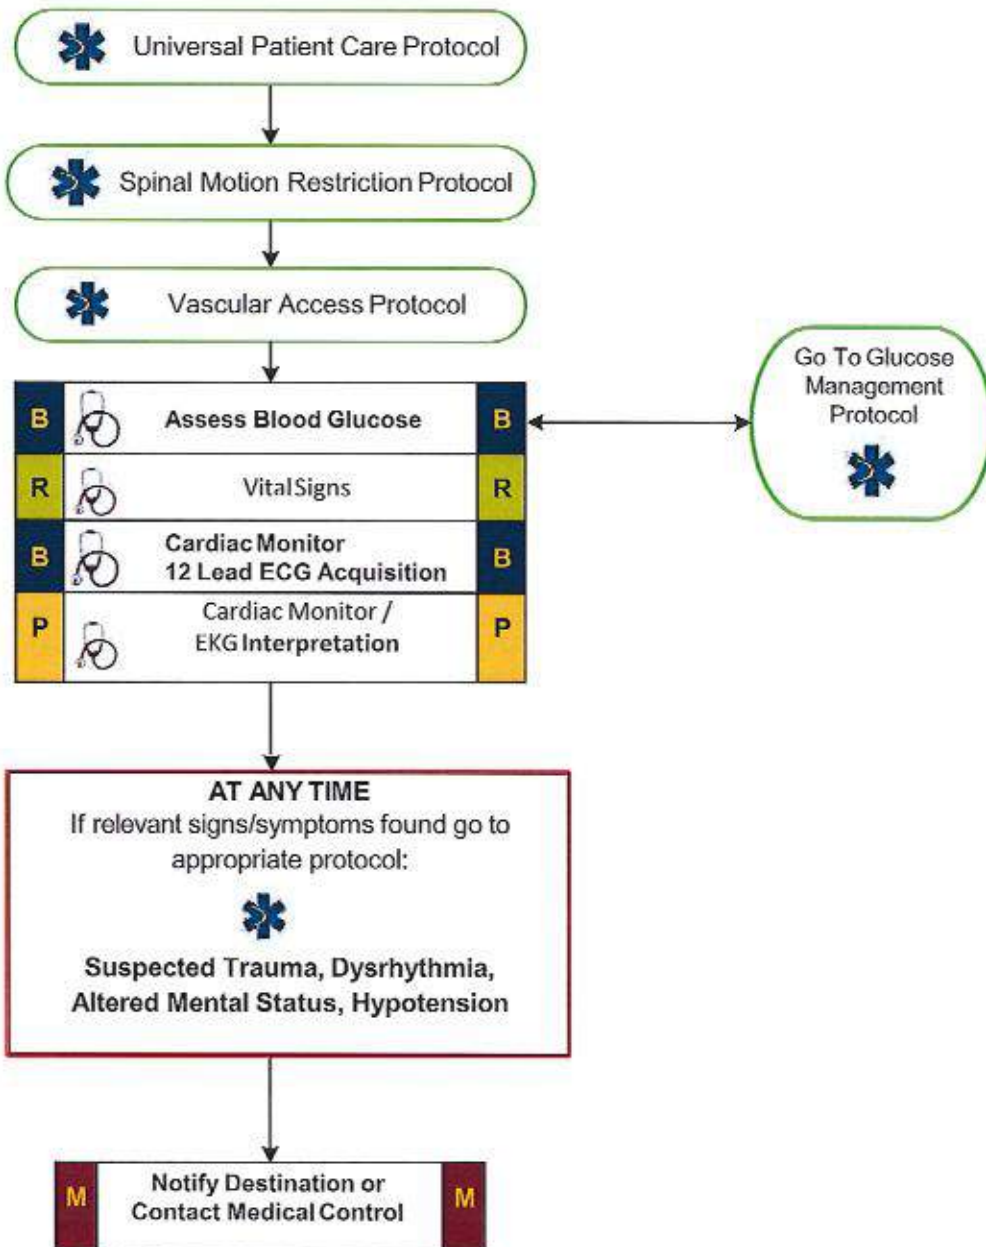 Universal Patient Care Protocol
Spinal Motion Restriction Protocol
Vascular Access Protocol
Go To Glucose
Management
Protocol
B Assess Blood Glucose B
R Vital Signs R
B Cardiac Monitor
12 Lead ECG Acquisition B
P Cardiac Monitor /
EKG Interpretation P
AT ANY TIME
If relevant signs/symptoms found go to
appropriate protocol:
Suspected Trauma, Dysrhythmia,
Altered Mental Status, Hypotension
M Notify Destination or
Contact Medical Control M